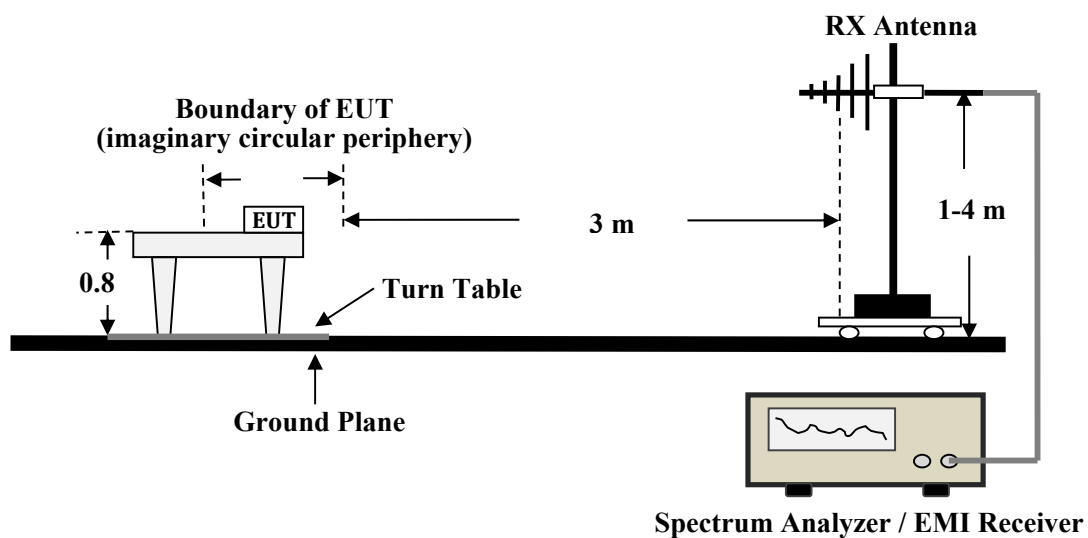 RX Antenna
Boundary of EUT
(imaginary circular periphery)
EUT
3 m
1-4 m
0.8
Turn Table
Ground Plane
Spectrum Analyzer / EMI Receiver